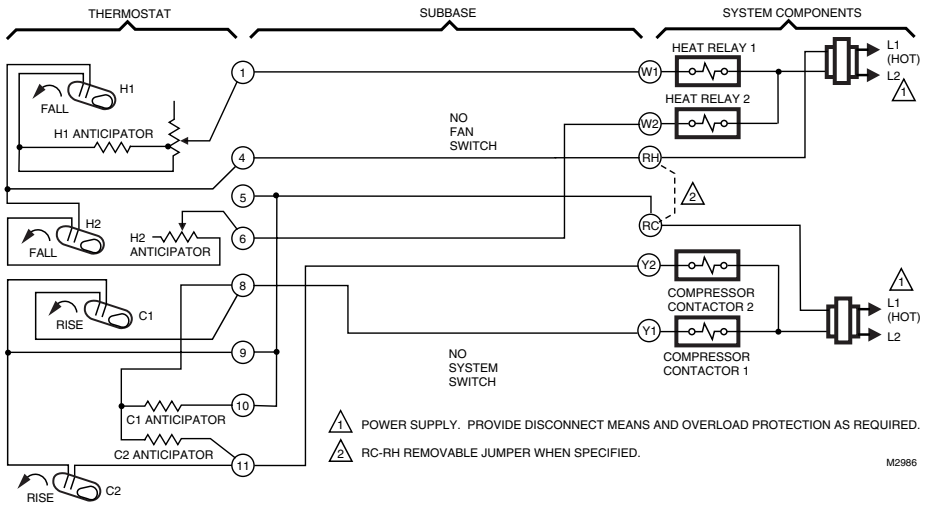 THERMOSTAT
SUBBASE
SYSTEM COMPONENTS
H1
FALL
H1 ANTICIPATOR
1
NO
FAN
SWITCH
W1
HEAT RELAY 1
L1
(HOT)
L2
1
HEAT RELAY 2
W2
4
RH
5
2
RC
H2
FALL
H2
ANTICIPATOR
6
Y2
COMPRESSOR
CONTACTOR 2
1
L1
(HOT)
L2
8
C1
RISE
Y1
COMPRESSOR
CONTACTOR 1
9
NO
SYSTEM
SWITCH
10
C1 ANTICIPATOR
C2 ANTICIPATOR
11
C2
RISE
1 POWER SUPPLY. PROVIDE DISCONNECT MEANS AND OVERLOAD PROTECTION AS REQUIRED.
2 RC-RH REMOVABLE JUMPER WHEN SPECIFIED.
M2986